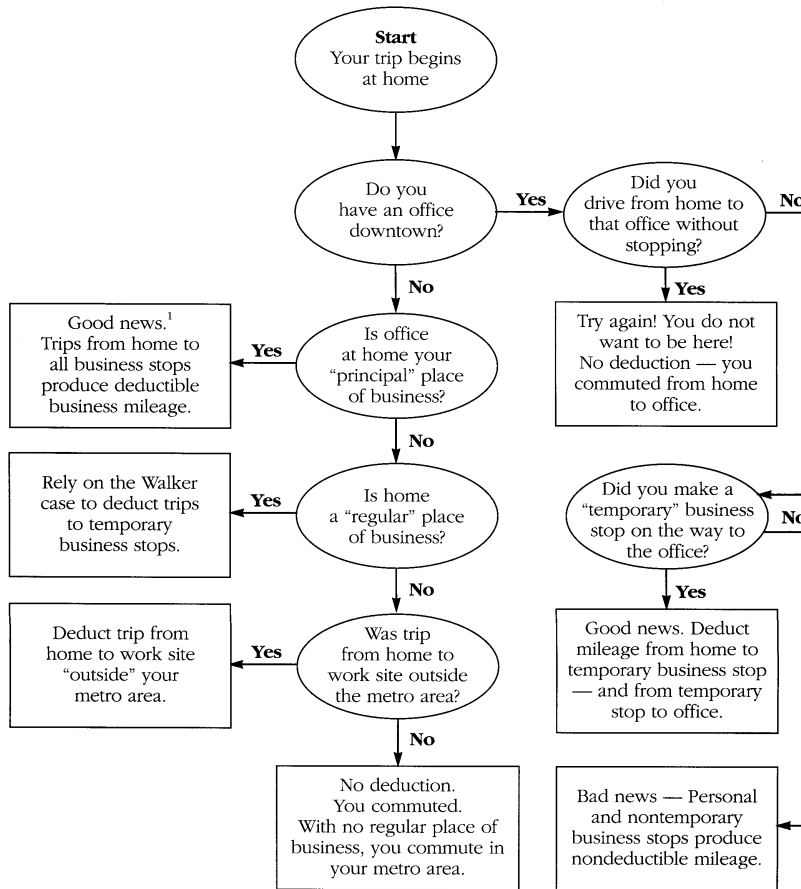 Start
Your trip begins
at home
Do you
have an office
downtown?
Yes
Did you
drive from home to
that office without
stopping?
No
No
Yes
Good news.1
Trips from home to
all business stops
produce deductible
business mileage.
Yes
Is office
at home your
“principal” place
of business?
Try again! You do not
want to be here!
No deduction — you
commuted from home
to office.
No
Rely on the Walker
case to deduct trips
to temporary
business stops.
Yes
Is home
a “regular” place
of business?
Did you make a
“temporary” business
stop on the way to
the office?
No
No
Yes
Deduct trip from
home to work site
“outside” your
metro area.
Yes
Was trip
from home to
work site outside
the metro area?
Good news. Deduct
mileage from home to
temporary business stop
— and from temporary
stop to office.
No
No deduction.
You commuted.
With no regular place of
business, you commute in
your metro area.
Bad news — Personal
and nontemporary
business stops produce
nondeductible mileage.